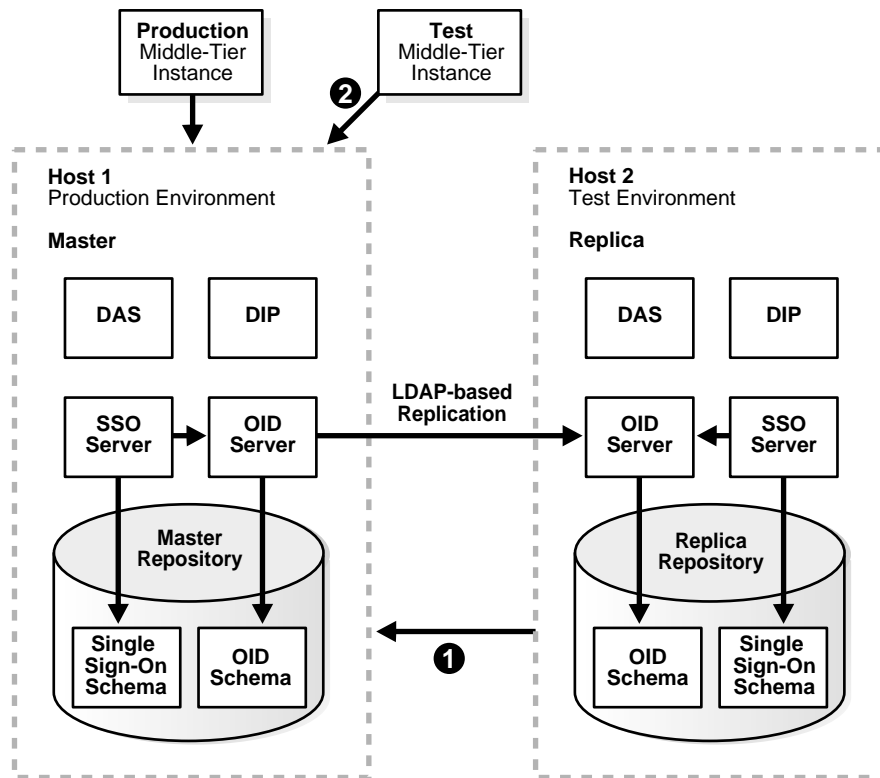 Production
Middle-Tier
Instance
Test
Middle-Tier
Instance
2
Host 1
Production Environment
Master
DAS
DIP
SSO
Server
OID
Server
Master
Repository
Single
Sign-On
Schema
OID
Schema
LDAP-based
Replication
1
Host 2
Test Environment
Replica
DAS
DIP
OID
Server
SSO
Server
Replica
Repository
OID
Schema
Single
Sign-On
Schema